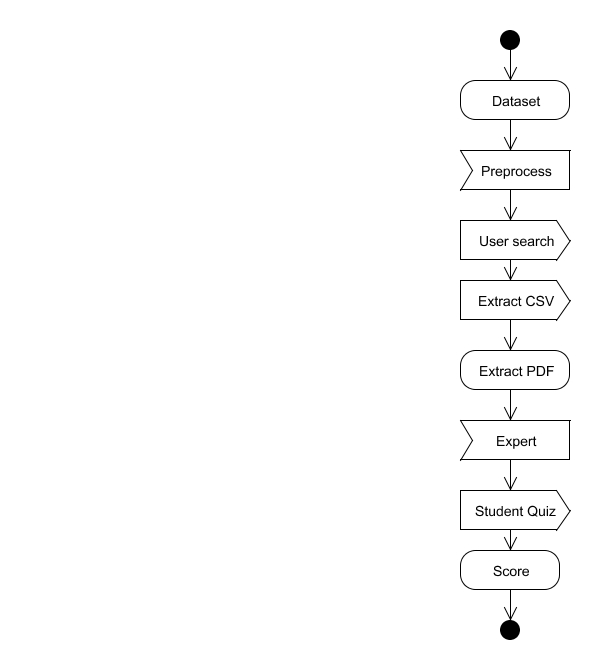 Dataset
Preprocess
User search
Extract CSV
Extract PDF
Expert
Student Quiz
Score